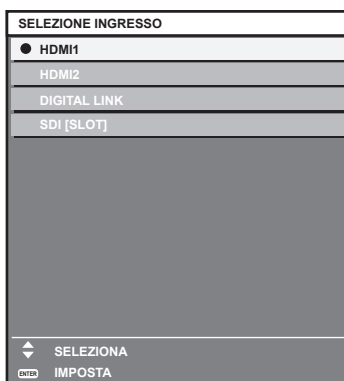 SELEZIONE INGRESSO
HDMI1
HDMI2
DIGITAL LINK
SDI [SLOT]
SELEZIONA
ENTER IMPOSTA